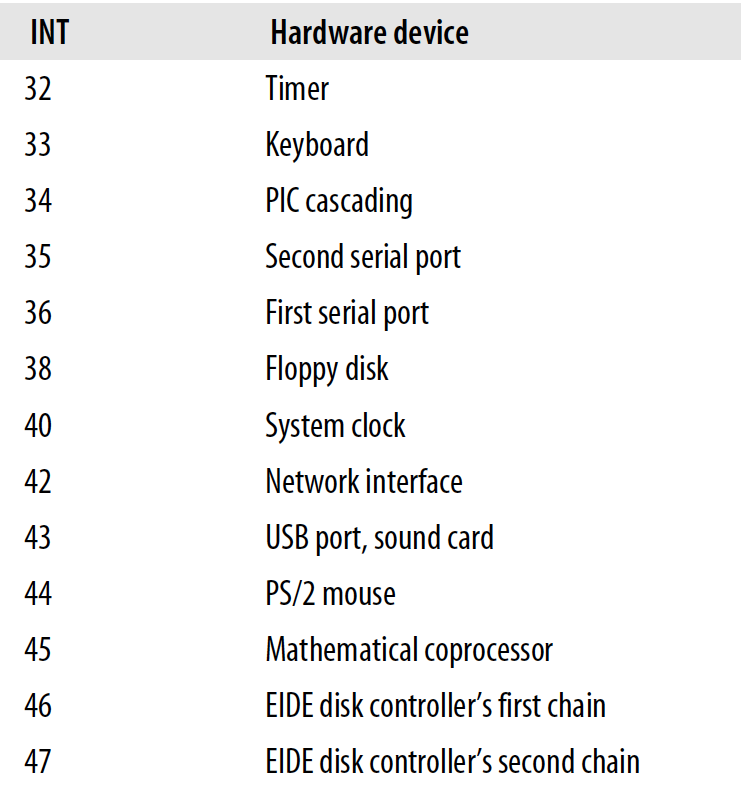 INT Hardware device
32 Timer
33 Keyboard
34 PIC cascading
35 Second serial port
36 First serial port
38 Floppy disk
40 System clock
42 Network interface
43 USB port, sound card
44 PS/2 mouse
45 Mathematical coprocessor
46 EIDE disk controller’s first chain
47 EIDE disk controller’s second chain